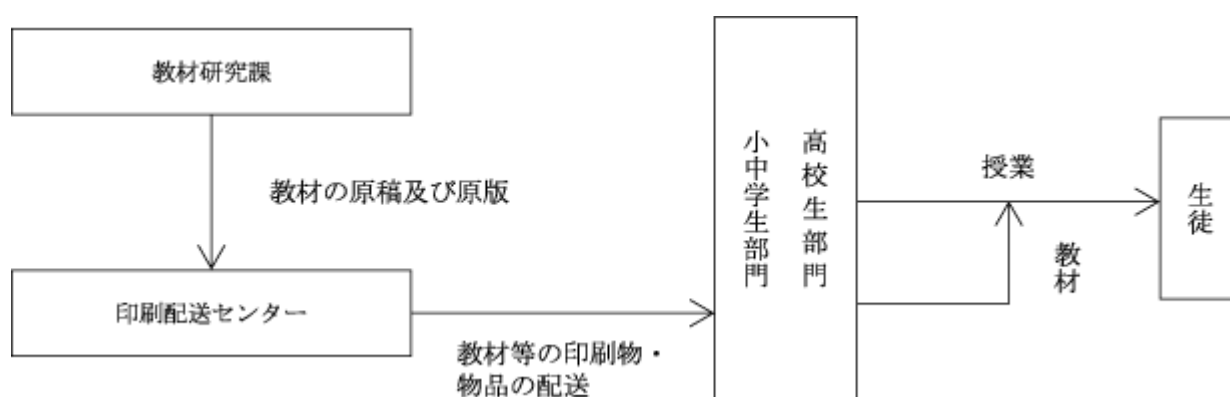 教材研究課
教材の原稿及び原版
印刷配送センター
教材等の印刷物・
物品の配送
高校生部門
小中学生部門
授業
教材
生徒